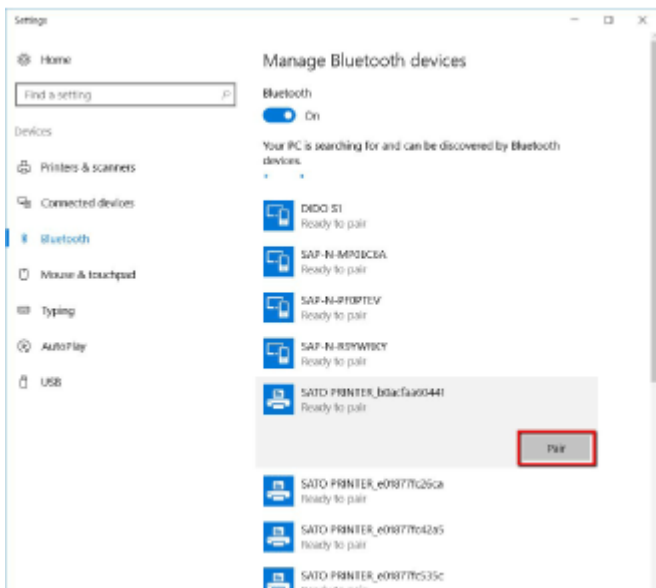 Settings
Home
Find a setting
Devices
Printers & scanners
Connected devices
Bluetooth
Mouse & touchpad
Typing
AutoPlay
USB
Manage Bluetooth devices
Bluetooth
On
Your PC is searching for and can be discovered by Bluetooth
devices.
DIDO S1
Ready to pair
Ready to pair
Ready to pair
Ready to pair
SATO PRINTER_b0acfaa60441
Ready to pair
Pair
SATO PRINTER_e01877fc26ca
Ready to pair
SATO PRINTER_e01877fc42a5
Ready to pair
SATO PRINTER_e01877fc535c